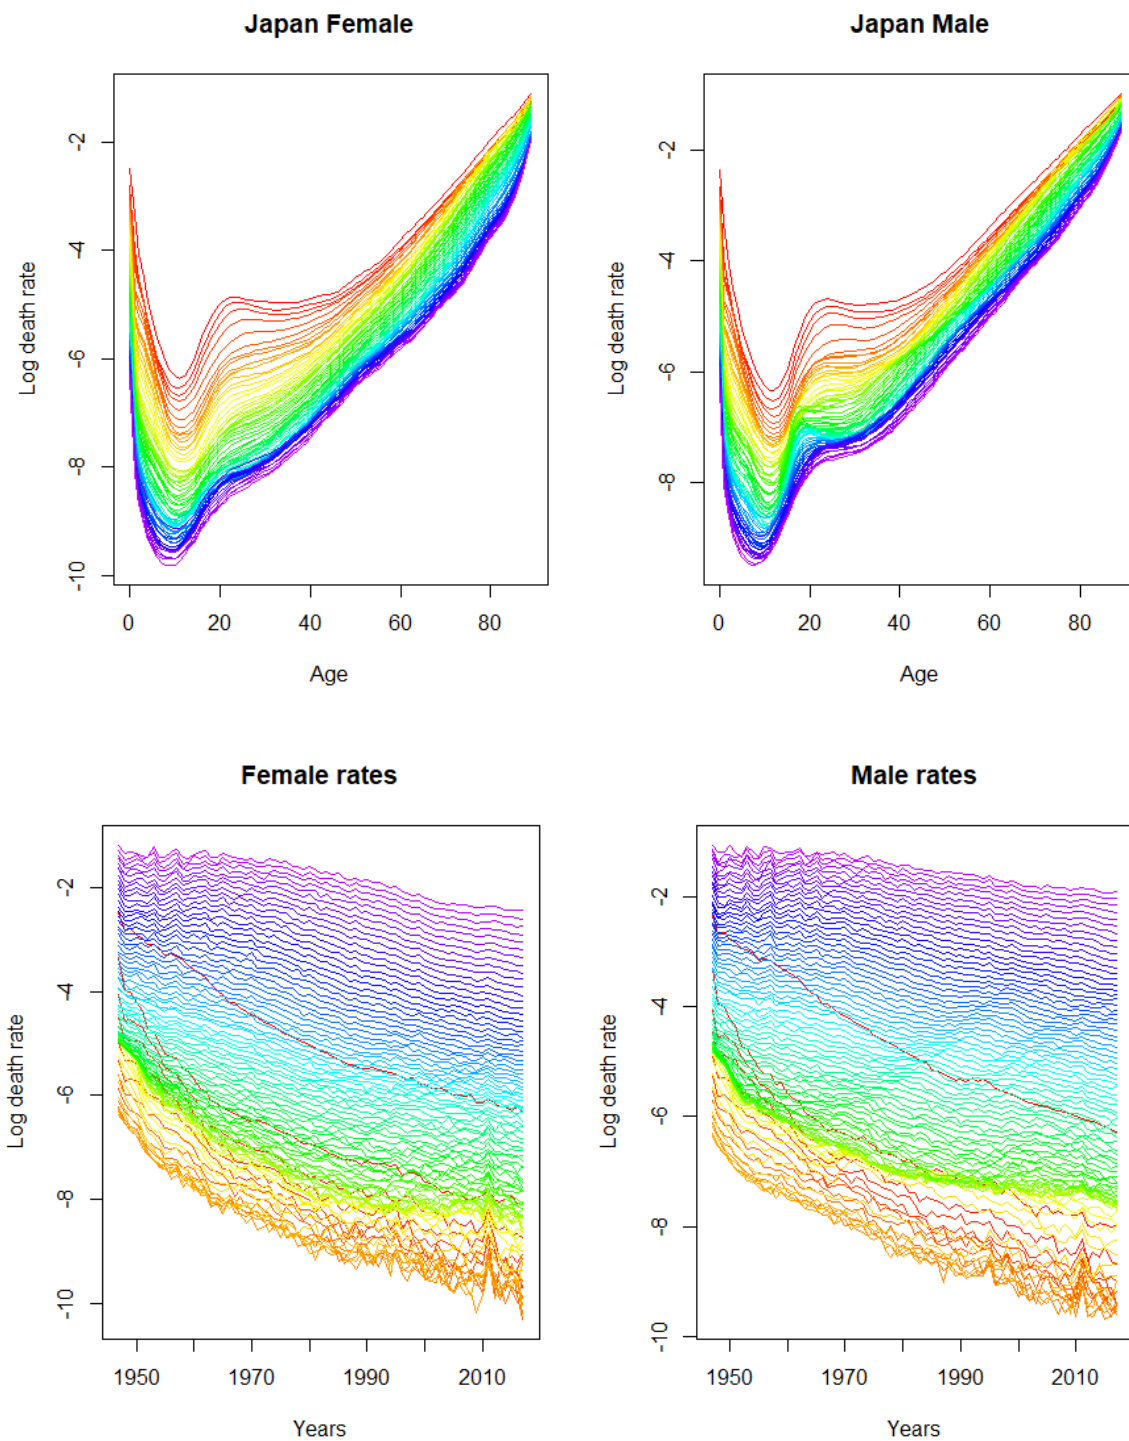 Japan Female
Japan Male
-2
-4
-6
-8
-10
Log death rate
0 20 40 60 80
Age
-2
-4
-6
-8
Log death rate
0 20 40 60 80
Age
Female rates
Male rates
-2
-4
-6
-8
-10
Log death rate
1950 1970 1990 2010
Years
-2
-4
-6
-8
-10
Log death rate
1950 1970 1990 2010
Years